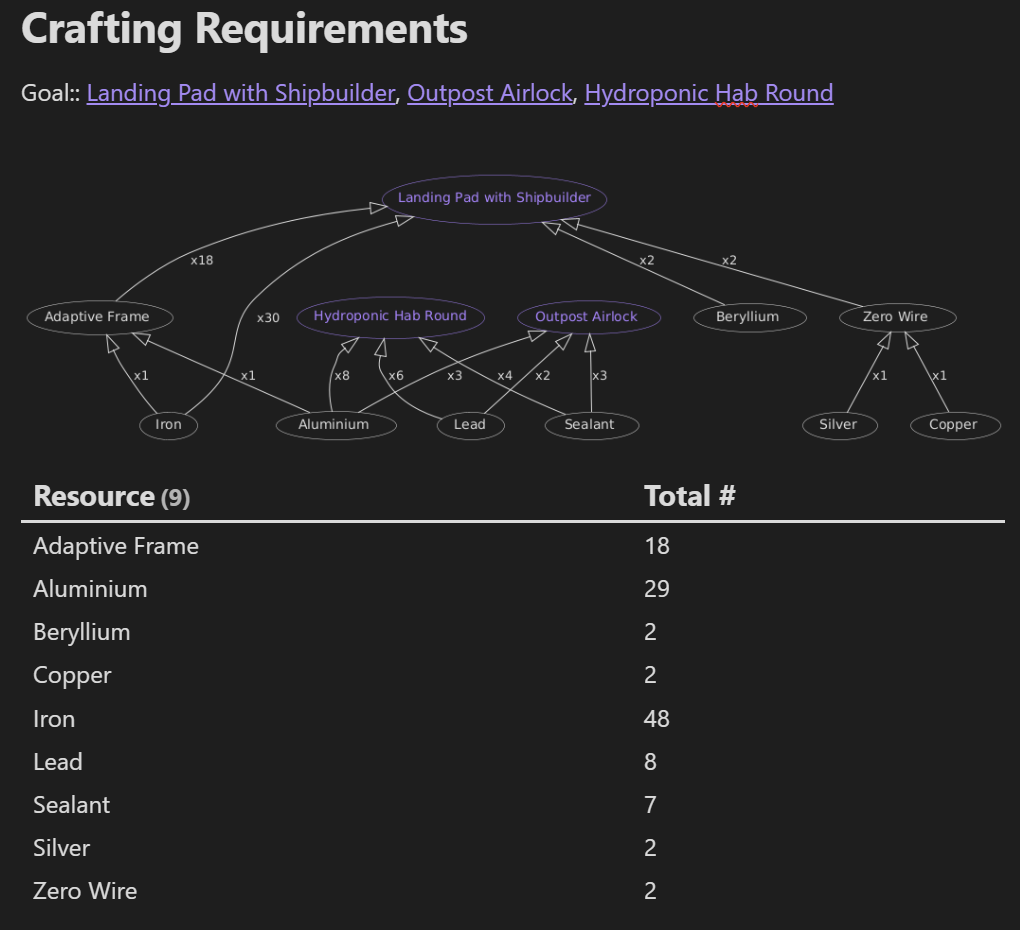 Crafting Requirements
Goal:: Landing Pad with Shipbuilder, Outpost Airlock, Hydroponic Hab Round
Landing Pad with Shipbuilder
x18
x2
x2
Adaptive Frame
x30
Hydroponic Hab Round
Outpost Airlock
Beryllium
Zero Wire
x1
x1
x8
x6
x3
x4
x2
x3
x1
x1
Iron
Aluminium
Lead
Sealant
Silver
Copper
Resource (9) Total #
Adaptive Frame 18
Aluminium 29
Beryllium 2
Copper 2
Iron 48
Lead 8
Sealant 7
Silver 2
Zero Wire 2